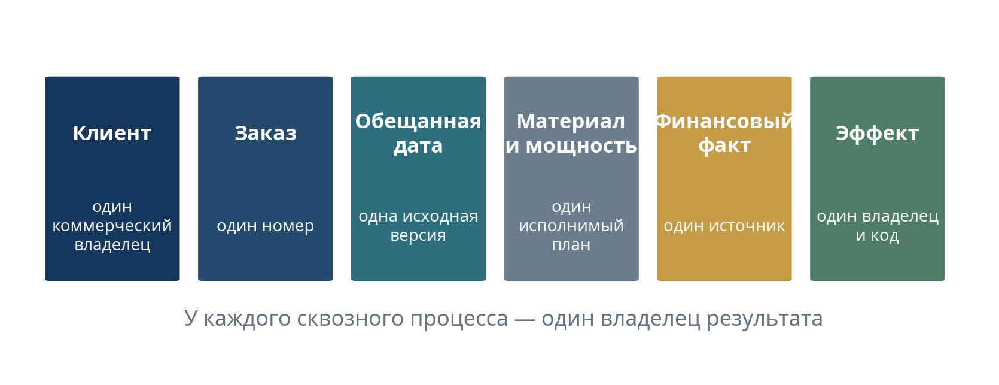 Клиент
один
коммерческий
владелец
Заказ
один номер
Обещанная
дата
одна исходная
версия
Материал
и мощность
один
исполнимый
план
Финансовый
факт
один источник
Эффект
один владелец
и код
У каждого сквозного процесса — один владелец результата